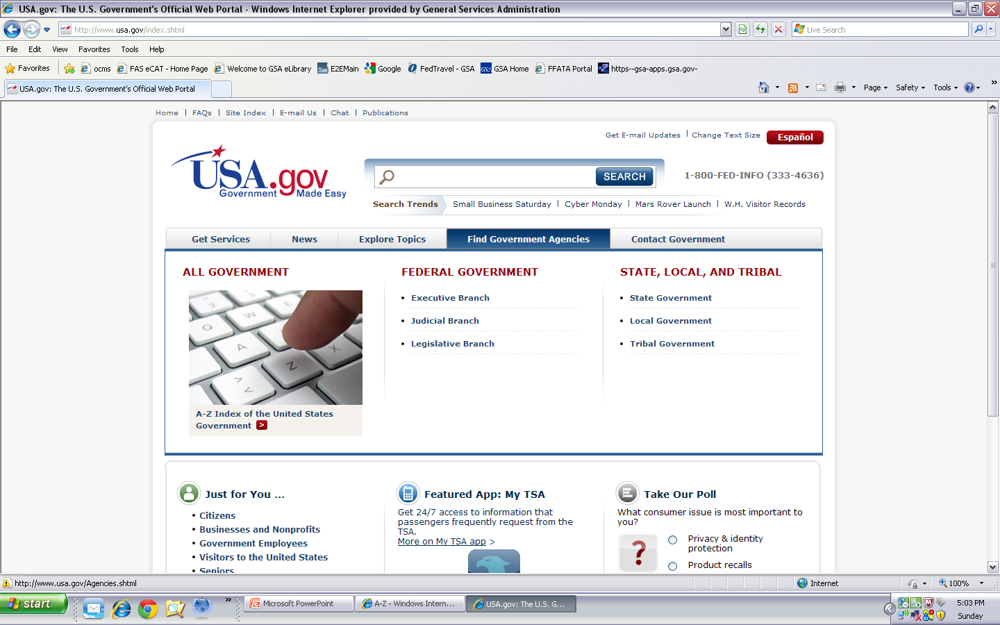 USA.gov: The U.S. Government's Official Web Portal - Windows Internet Explorer provided by General Services Administration
http://www.usa.gov/index.shtml
Live Search
File Edit View Favorites Tools Help
Favorites ocms FAS eCAT - Home Page Welcome to GSA eLibrary Sun E2EMain Google FedTravel - GSA GSA GSA Home FFATA Portal https--gsa-apps.gsa.gov-
USA.gov: The U.S. Government's Official Web Portal
Page Safety Tools »
Home | FAQs | Site Index | E-mail Us | Chat | Publications
Get E-mail Updates | Change Text Size Español
USA.gov
Government Made Easy
SEARCH
1-800-FED-INFO (333-4636)
Search Trends Small Business Saturday | Cyber Monday | Mars Rover Launch | W.H. Visitor Records
Get Services News Explore Topics Find Government Agencies Contact Government
ALL GOVERNMENT
2
W
Q
A
X
Z
A-Z Index of the United States
Government >
FEDERAL GOVERNMENT
• Executive Branch
• Judicial Branch
• Legislative Branch
STATE, LOCAL, AND TRIBAL
• State Government
• Local Government
• Tribal Government
Just for You ...
• Citizens
• Businesses and Nonprofits
• Government Employees
• Visitors to the United States
• Seniors
Featured App: My TSA
Get 24/7 access to information that
passengers frequently request from the
TSA.
More on My TSA app >
Take Our Poll
What consumer issue is most important to
you?
?
Privacy & identity
protection
Product recalls
http://www.usa.gov/Agencies.shtml
Internet
100%
start
»
Microsoft PowerPoint
A-Z - Windows Intern...
USA.gov: The U.S. G...
5:03 PM
Sunday